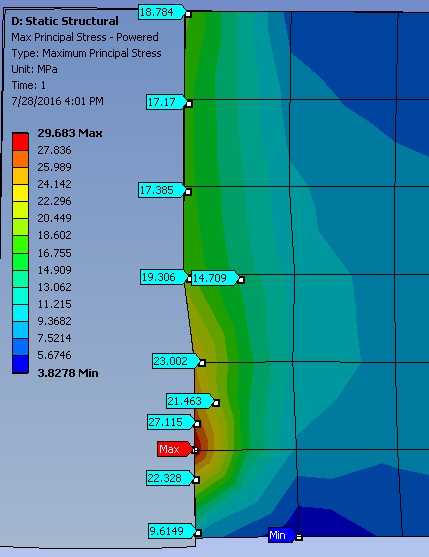 D: Static Structural
Max Principal Stress - Powered
Type: Maximum Principal Stress
Unit: MPa
Time: 1
7/28/2016 4:01 PM
29.683 Max
27.836
25.989
24.142
22.296
20.449
18.602
16.755
14.909
13.062
11.215
9.3682
7.5214
5.6746
3.8278 Min
18.784
17.17
17.385
19.306 14.709
23.002
21.463
27.115
Max
22.328
9.6149
Min